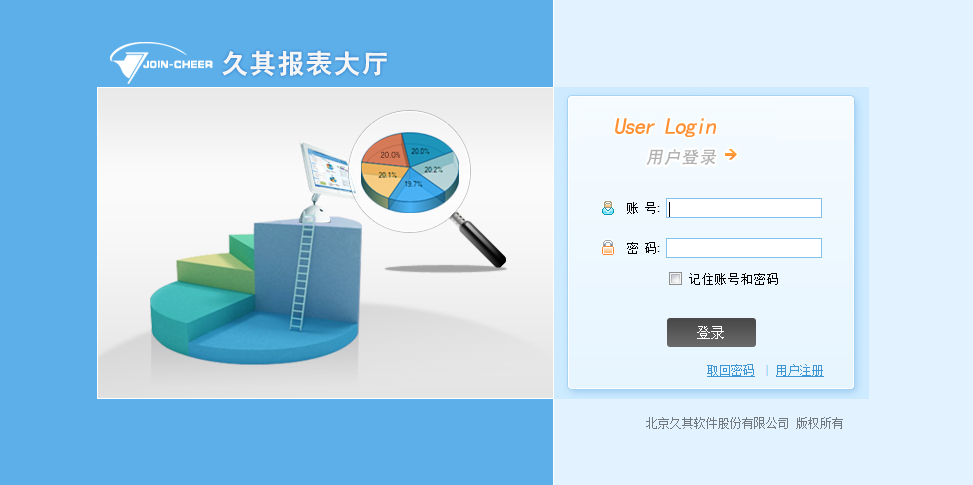 JOIN-CHEER 久其报表大厅
20.0%
20.0%
20.1%
20.2%
19.7%
User Login
用户登录
账 号:
密 码:
记住账号和密码
登录
取回密码 | 用户注册
北京久其软件股份有限公司 版权所有